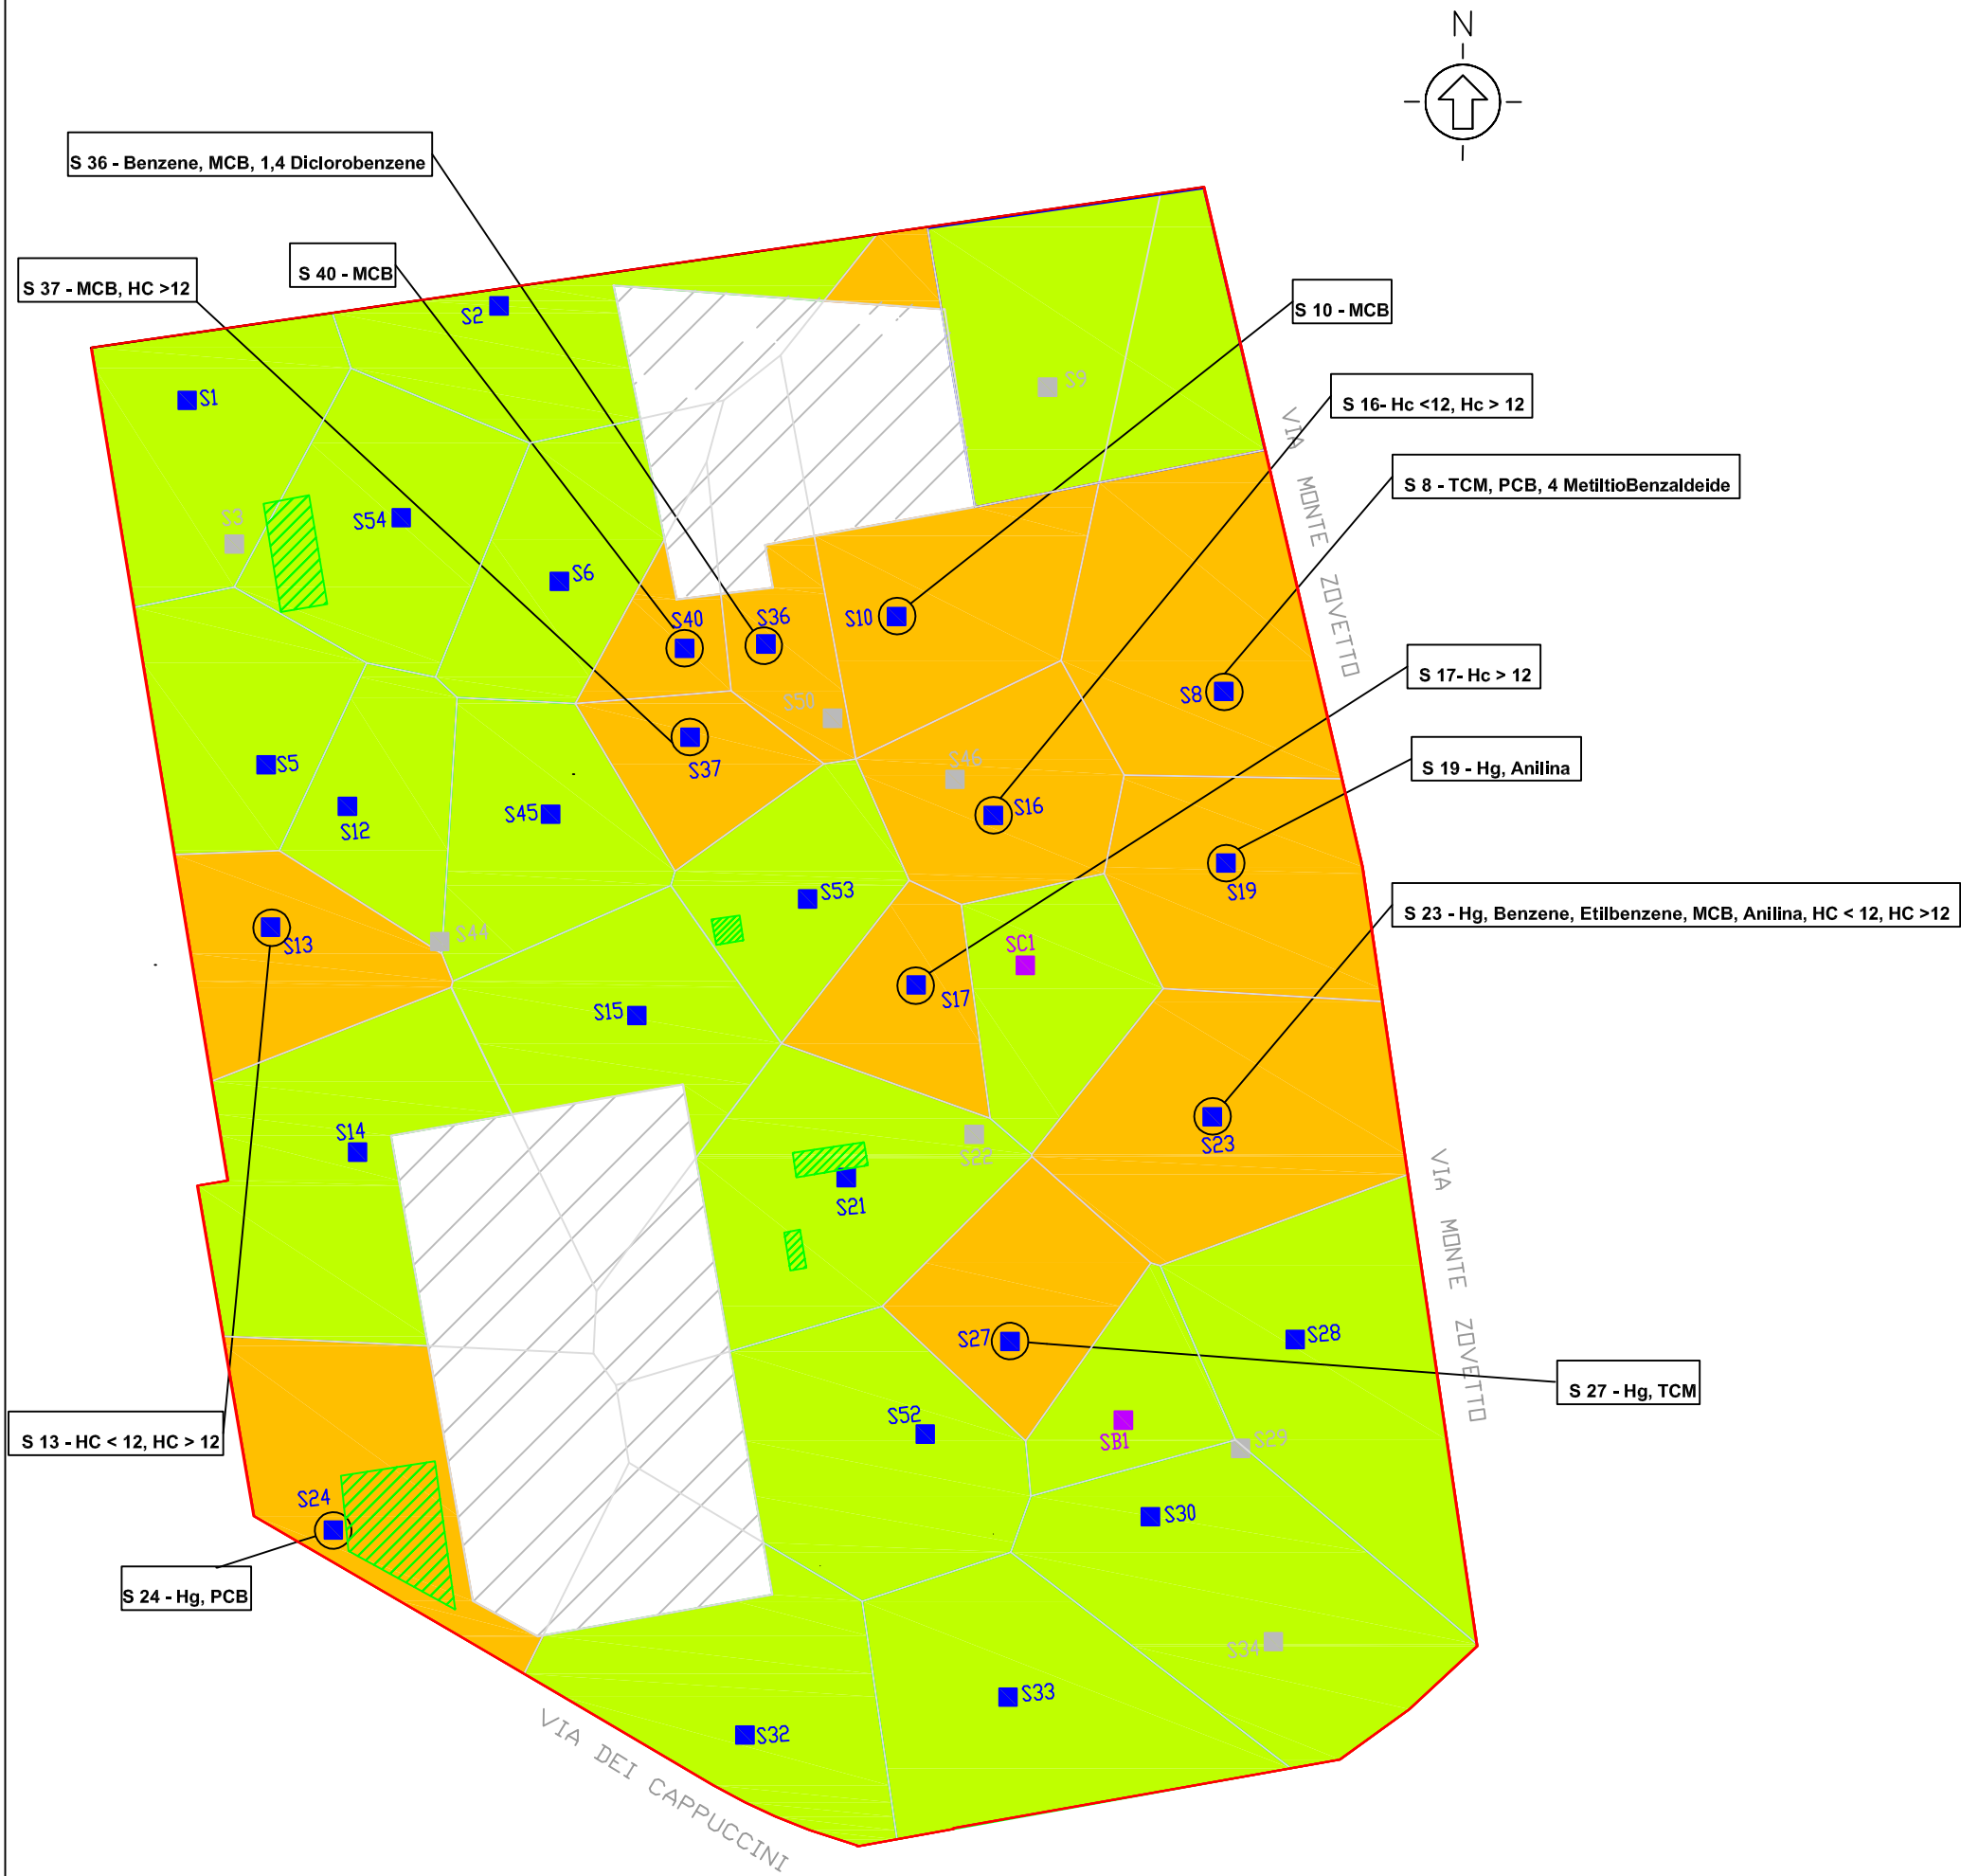 N
S 36 - Benzene, MCB, 1,4 Diclorobenzene
S 37 - MCB, HC >12
S 40 - MCB
S 10 - MCB
S2
S9
S1
S 16- Hc <12, Hc > 12
VIA MONTE ZOVETTO
S 8 - TCM, PCB, 4 MetiltioBenzaldeide
S3
S54
S6
S40
S36
S10
S 17- Hc > 12
S8
S50
S37
S46
S 19 - Hg, Anilina
S5
S12
S45
S16
S53
S19
S 23 - Hg, Benzene, Etilbenzene, MCB, Anilina, HC < 12, HC >12
S13
S44
SC1
S17
S15
S14
S22
S23
S21
VIA MONTE ZOVETTO
S27
S28
S 27 - Hg, TCM
S 13 - HC < 12, HC > 12
S52
SB1
S29
S24
S30
S 24 - Hg, PCB
S34
S33
S32
VIA DEI CAPPUCCINI